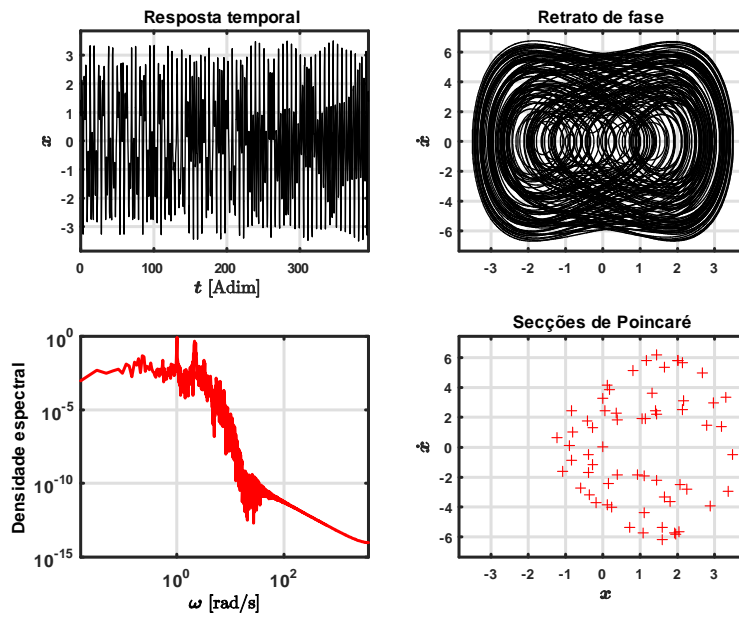 Resposta temporal
3
2
1
0
-1
-2
-3
x
0 100 200 300
t [Adim]
Retrato de fase
6
4
2
0
-2
-4
-6
ẋ
-3 -2 -1 0 1 2 3
Densidade espectral
10^0
10^-5
10^-10
10^-15
10^0 10^2
ω [rad/s]
Secções de Poincaré
6
4
2
0
-2
-4
-6
ẋ
-3 -2 -1 0 1 2 3
x